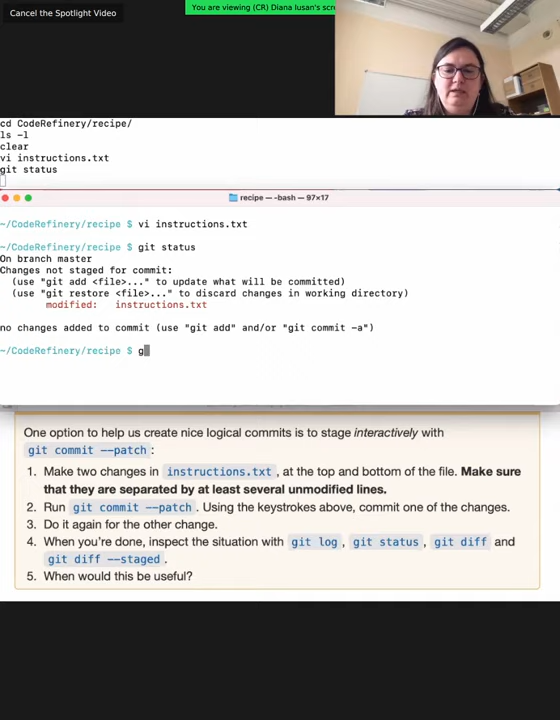 Cancel the Spotlight Video
You are viewing (CR) Diana Iusan's scr
cd CodeRefinery/recipe/
ls -l
clear
vi instructions.txt
git status
recipe — -bash — 97×17
~/CodeRefinery/recipe $ vi instructions.txt
~/CodeRefinery/recipe $ git status
On branch master
Changes not staged for commit:
(use "git add <file>..." to update what will be committed)
(use "git restore <file>..." to discard changes in working directory)
modified:   instructions.txt
no changes added to commit (use "git add" and/or "git commit -a")
~/CodeRefinery/recipe $ g
One option to help us create nice logical commits is to stage interactively with
git commit --patch :
1. Make two changes in instructions.txt , at the top and bottom of the file. Make sure
that they are separated by at least several unmodified lines.
2. Run git commit --patch . Using the keystrokes above, commit one of the changes.
3. Do it again for the other change.
4. When you're done, inspect the situation with git log , git status , git diff and
git diff --staged .
5. When would this be useful?